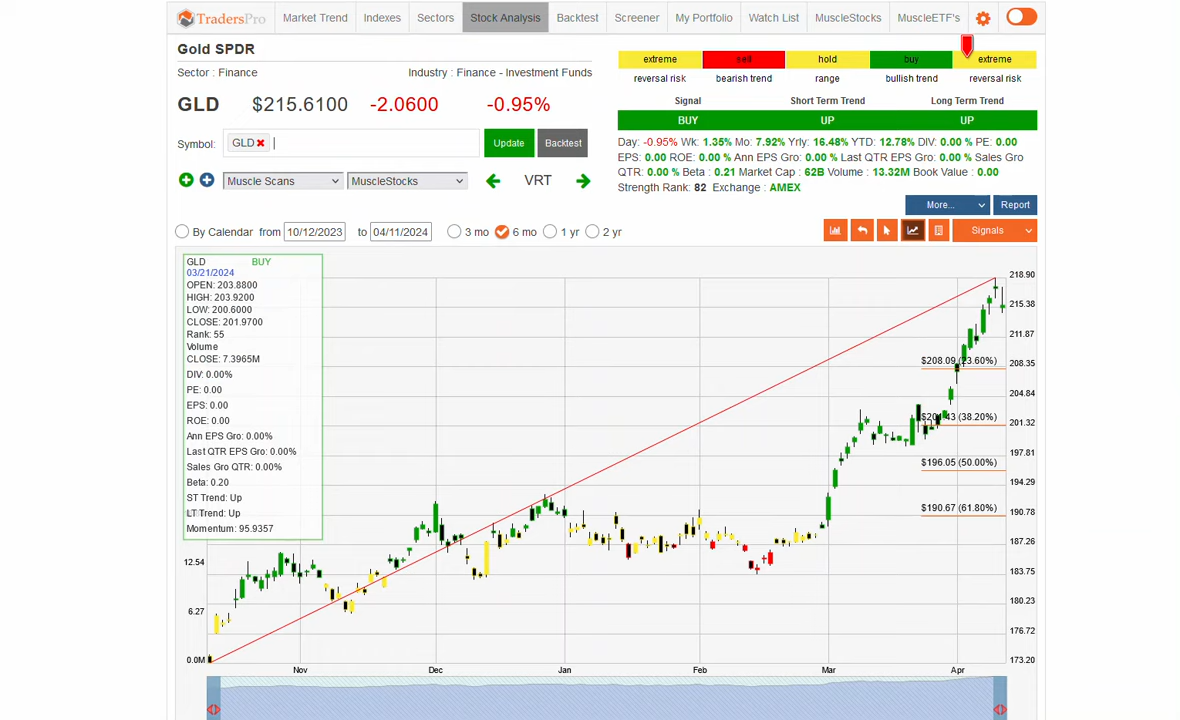 TradersPro Market Trend Indexes Sectors Stock Analysis Backtest Screener My Portfolio Watch List MuscleStocks MuscleETF's
Gold SPDR
Sector : Finance Industry : Finance - Investment Funds
GLD $215.6100 -2.0600 -0.95%
Symbol: GLD Update Backtest
Muscle Scans MuscleStocks VRT
extreme sell hold buy extreme
reversal risk bearish trend range bullish trend reversal risk
Signal Short Term Trend Long Term Trend
BUY UP UP
Day: -0.95% Wk: 1.35% Mo: 7.92% Yrly: 16.48% YTD: 12.78% DIV: 0.00 % PE: 0.00
EPS: 0.00 ROE: 0.00 % Ann EPS Gro: 0.00 % Last QTR EPS Gro: 0.00 % Sales Gro
QTR: 0.00 % Beta : 0.21 Market Cap : 62B Volume : 13.32M Book Value : 0.00
Strength Rank: 82 Exchange : AMEX
More... Report
By Calendar from 10/12/2023 to 04/11/2024 3 mo 6 mo 1 yr 2 yr Signals
GLD BUY
03/21/2024
OPEN: 203.8800
HIGH: 203.9200
LOW: 200.6000
CLOSE: 201.9700
Rank: 55
Volume
CLOSE: 7.3965M
DIV: 0.00%
PE: 0.00
EPS: 0.00
ROE: 0.00
Ann EPS Gro: 0.00%
Last QTR EPS Gro: 0.00%
Sales Gro QTR: 0.00%
Beta: 0.20
ST Trend: Up
LT Trend: Up
Momentum: 95.9357
12.54
6.27
0.0M
$208.09 (23.60%)
$201.43 (38.20%)
$196.05 (50.00%)
$190.67 (61.80%)
218.90
215.38
211.87
208.35
204.84
201.32
197.81
194.29
190.78
187.26
183.75
180.23
176.72
173.20
Nov Dec Jan Feb Mar Apr